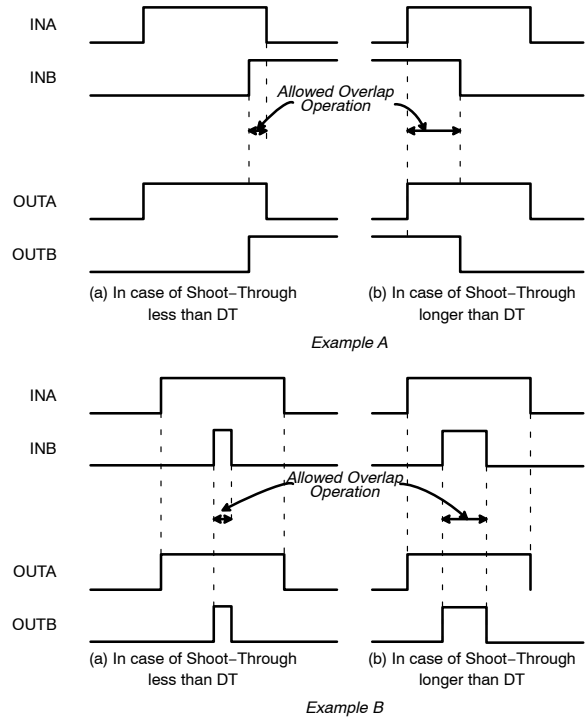 INA
INB
Allowed Overlap
Operation
OUTA
OUTB
(a) In case of Shoot−Through
less than DT
(b) In case of Shoot−Through
longer than DT
Example A
INA
INB
Allowed Overlap
Operation
OUTA
OUTB
(a) In case of Shoot−Through
less than DT
(b) In case of Shoot−Through
longer than DT
Example B